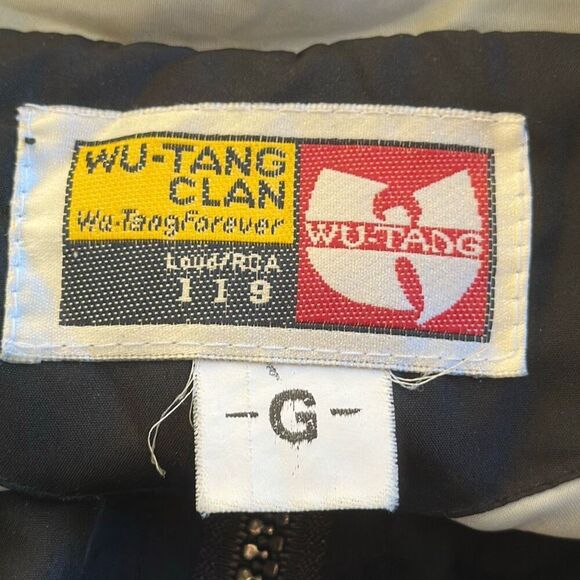 WU-TANG
CLAN
Wu-Tangforever
Loud/RCA
119
WU-TANG
-G-